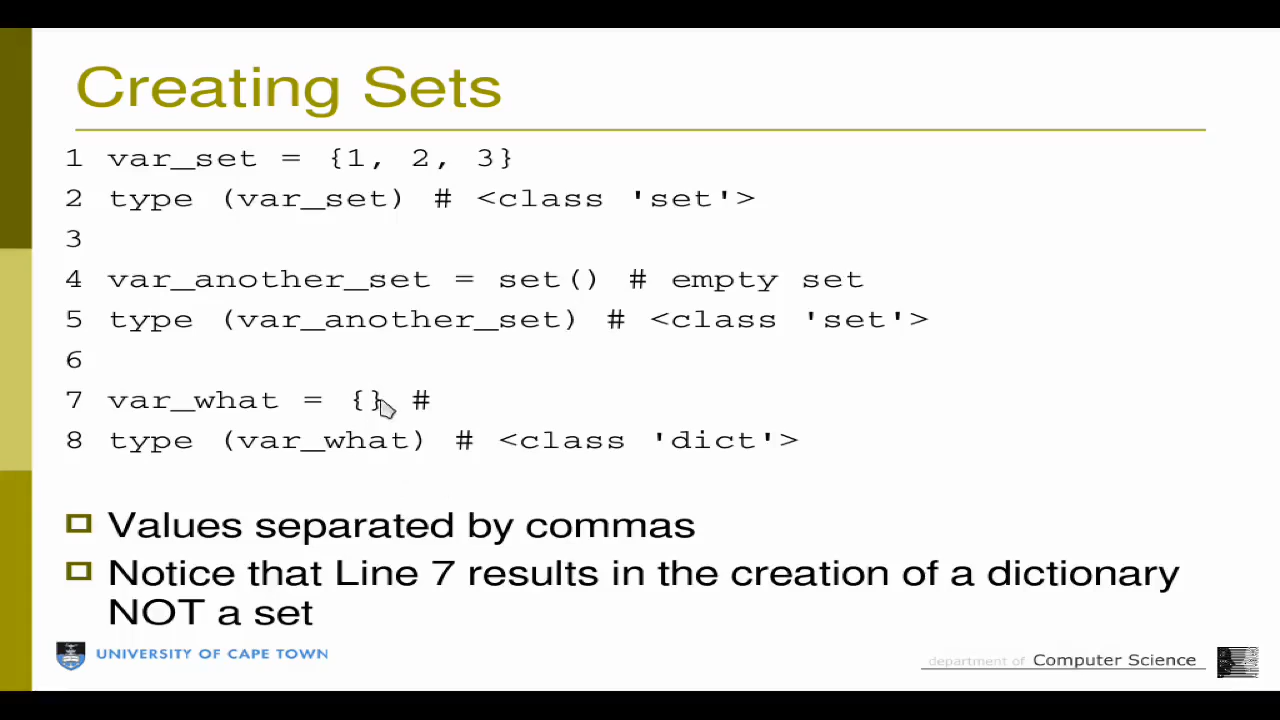 Creating Sets
1 var_set = {1, 2, 3}
2 type (var_set) # <class 'set'>
3
4 var_another_set = set() # empty set
5 type (var_another_set) # <class 'set'>
6
7 var_what = {} #
8 type (var_what) # <class 'dict'>
Values separated by commas
Notice that Line 7 results in the creation of a dictionary
NOT a set
UNIVERSITY OF CAPE TOWN
department of Computer Science